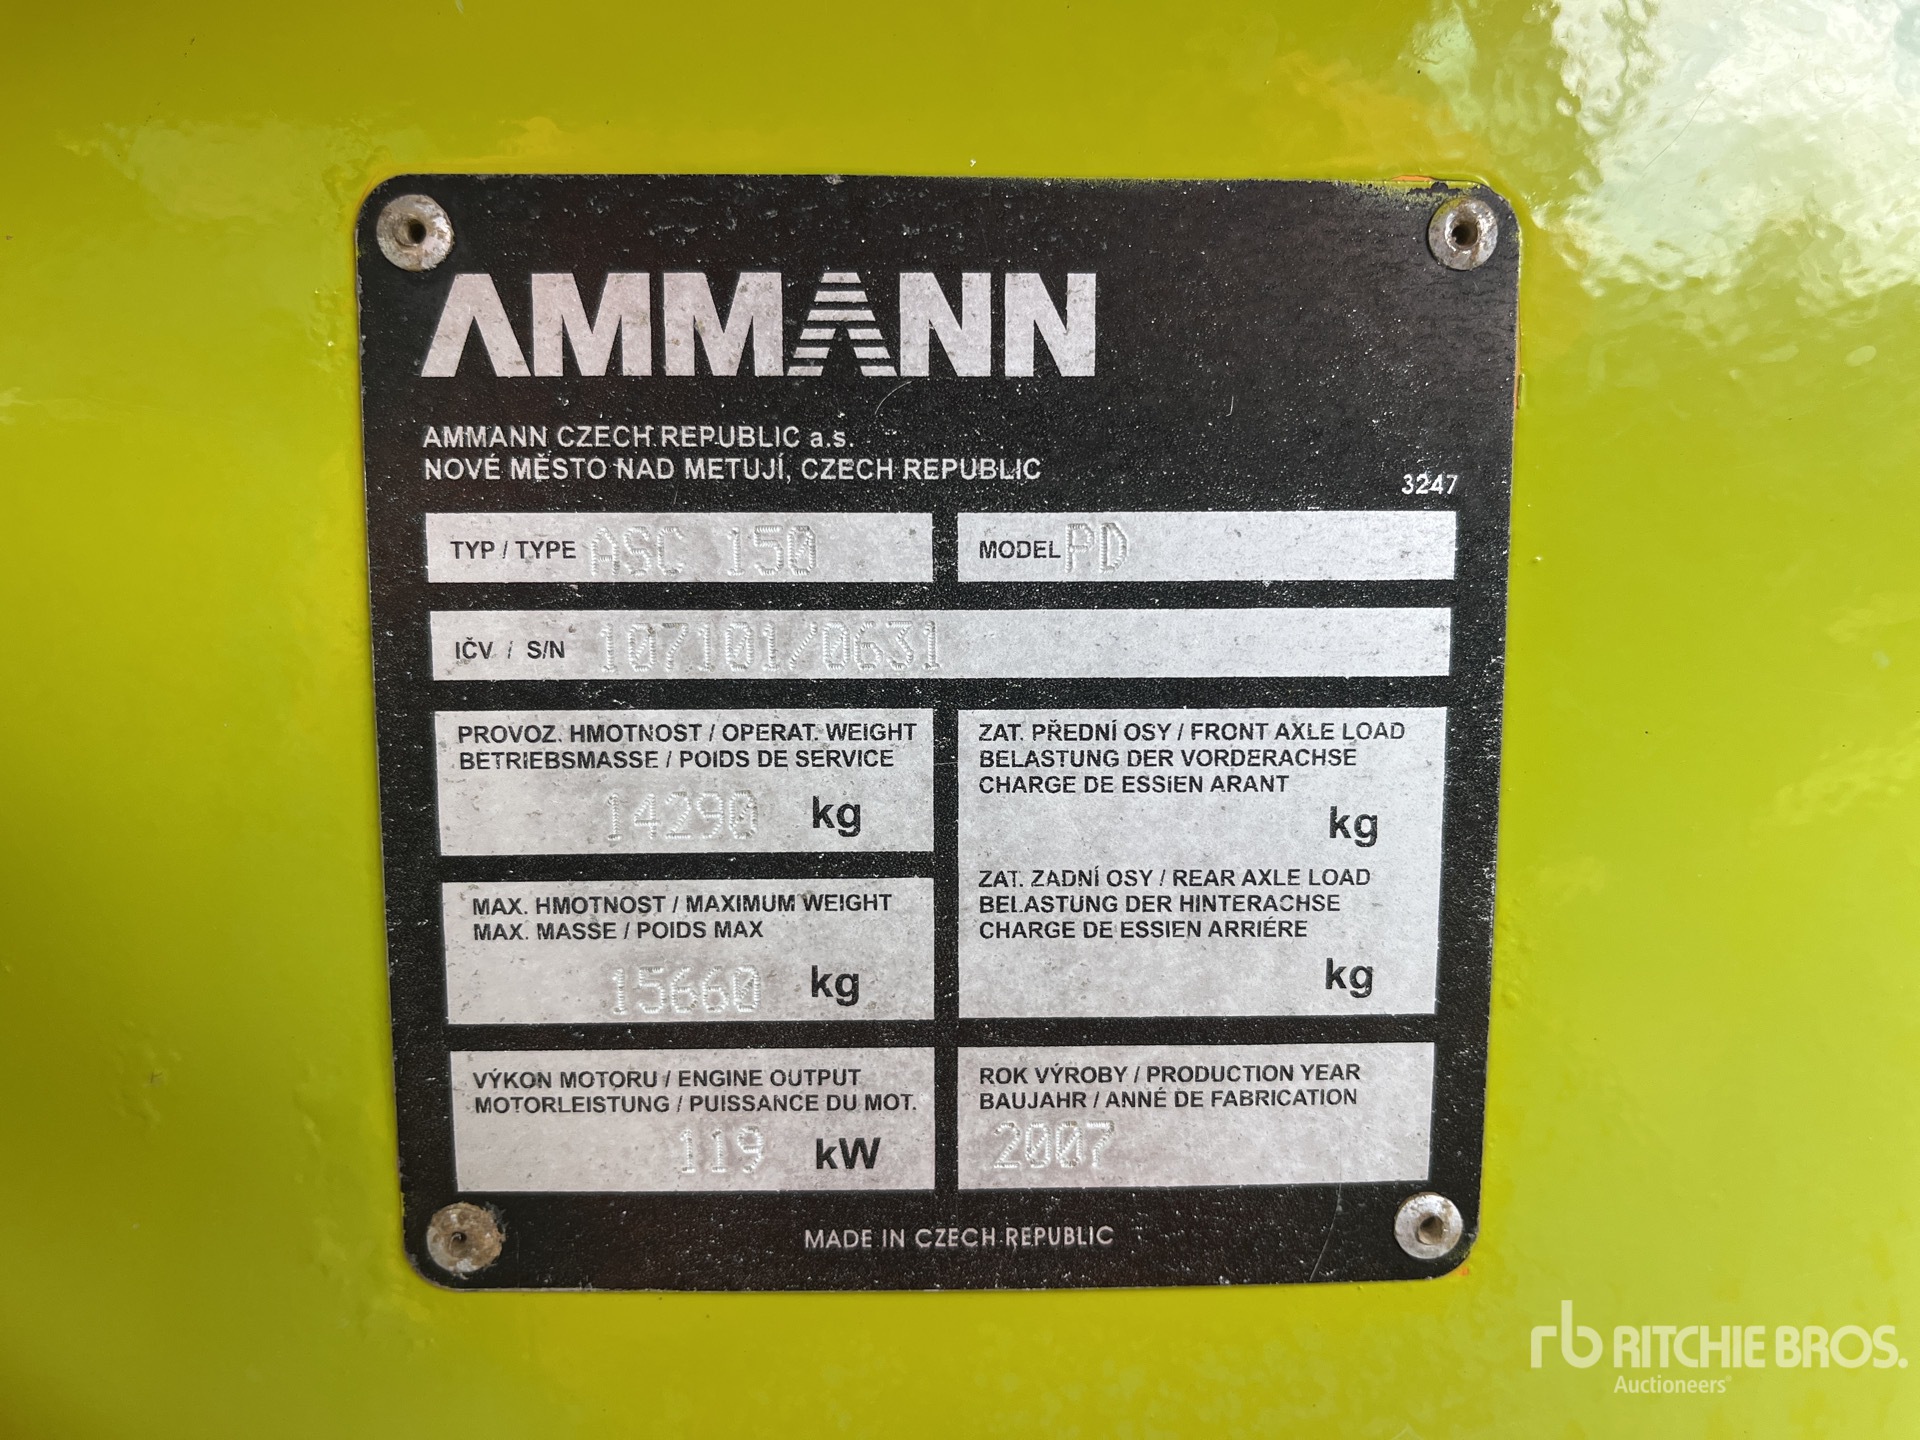 AMMANN
AMMANN CZECH REPUBLIC a.s.
NOVÉ MĚSTO NAD METUJÍ, CZECH REPUBLIC
3247
TYP / TYPE ASC 150
MODEL PD
IČV / S/N 107101/0631
PROVOZ. HMOTNOST / OPERAT. WEIGHT
BETRIEBSMASSE / POIDS DE SERVICE
14290 kg
ZAT. PŘEDNÍ OSY / FRONT AXLE LOAD
BELASTUNG DER VORDERACHSE
CHARGE DE ESSIEN ARANT
kg
MAX. HMOTNOST / MAXIMUM WEIGHT
MAX. MASSE / POIDS MAX
15660 kg
ZAT. ZADNÍ OSY / REAR AXLE LOAD
BELASTUNG DER HINTERACHSE
CHARGE DE ESSIEN ARRIÉRE
kg
VÝKON MOTORU / ENGINE OUTPUT
MOTORLEISTUNG / PUISSANCE DU MOT.
119 kW
ROK VÝROBY / PRODUCTION YEAR
BAUJAHR / ANNÉ DE FABRICATION
2007
MADE IN CZECH REPUBLIC
rb RITCHIE BROS.
Auctioneers